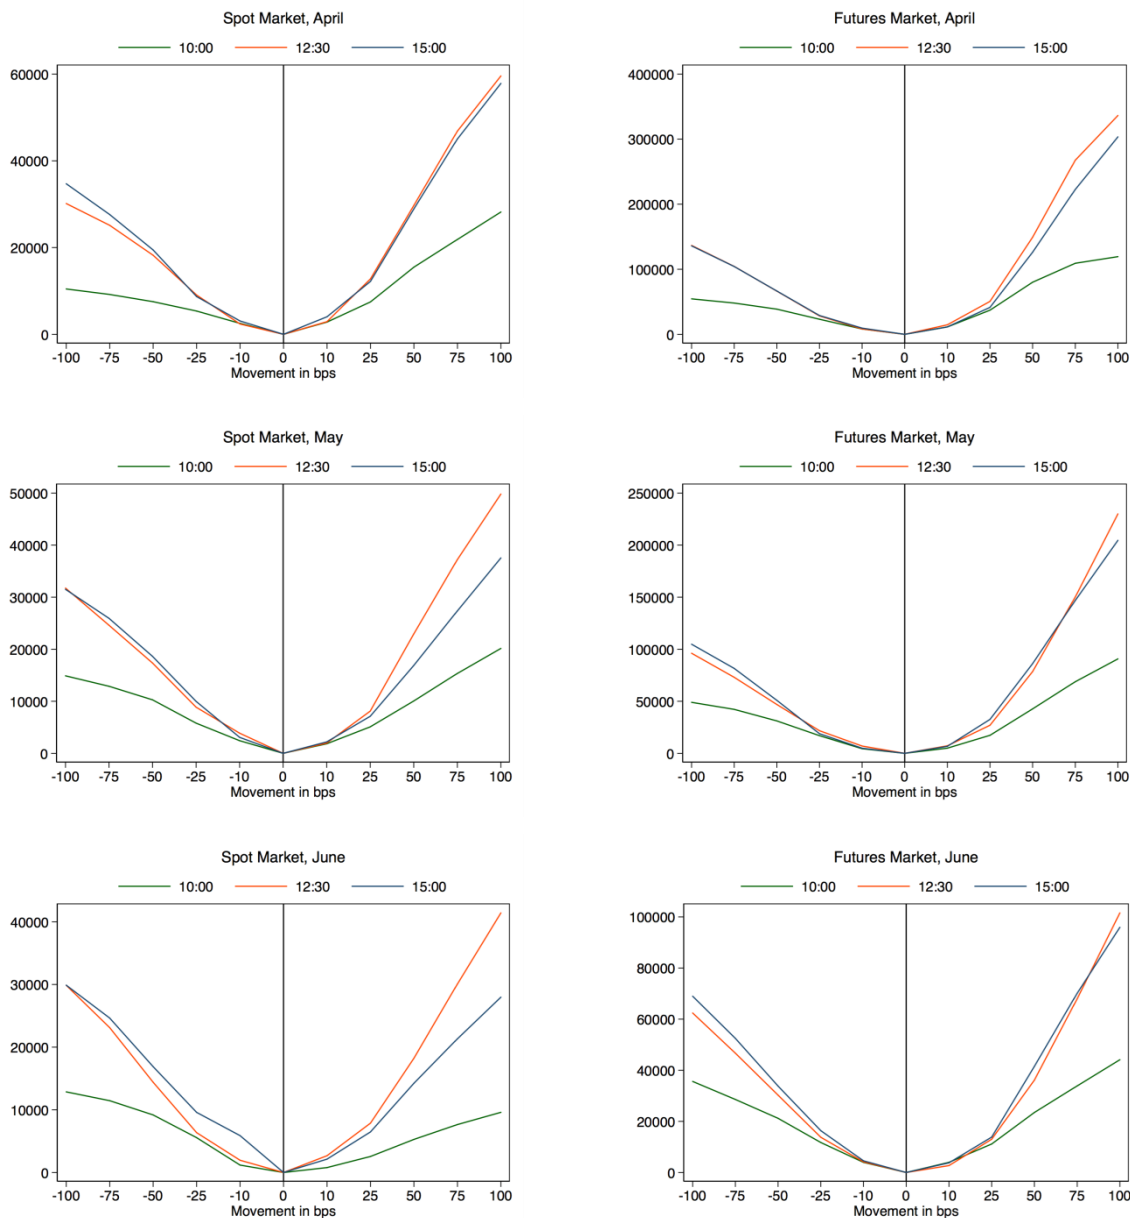 Spot Market, April
10:00 12:30 15:00
60000
40000
20000
0
-100 -75 -50 -25 -10 0 10 25 50 75 100
Movement in bps
Futures Market, April
10:00 12:30 15:00
400000
300000
200000
100000
0
-100 -75 -50 -25 -10 0 10 25 50 75 100
Movement in bps
Spot Market, May
10:00 12:30 15:00
50000
40000
30000
20000
10000
0
-100 -75 -50 -25 -10 0 10 25 50 75 100
Movement in bps
Futures Market, May
10:00 12:30 15:00
250000
200000
150000
100000
50000
0
-100 -75 -50 -25 -10 0 10 25 50 75 100
Movement in bps
Spot Market, June
10:00 12:30 15:00
40000
30000
20000
10000
0
-100 -75 -50 -25 -10 0 10 25 50 75 100
Movement in bps
Futures Market, June
10:00 12:30 15:00
100000
80000
60000
40000
20000
0
-100 -75 -50 -25 -10 0 10 25 50 75 100
Movement in bps